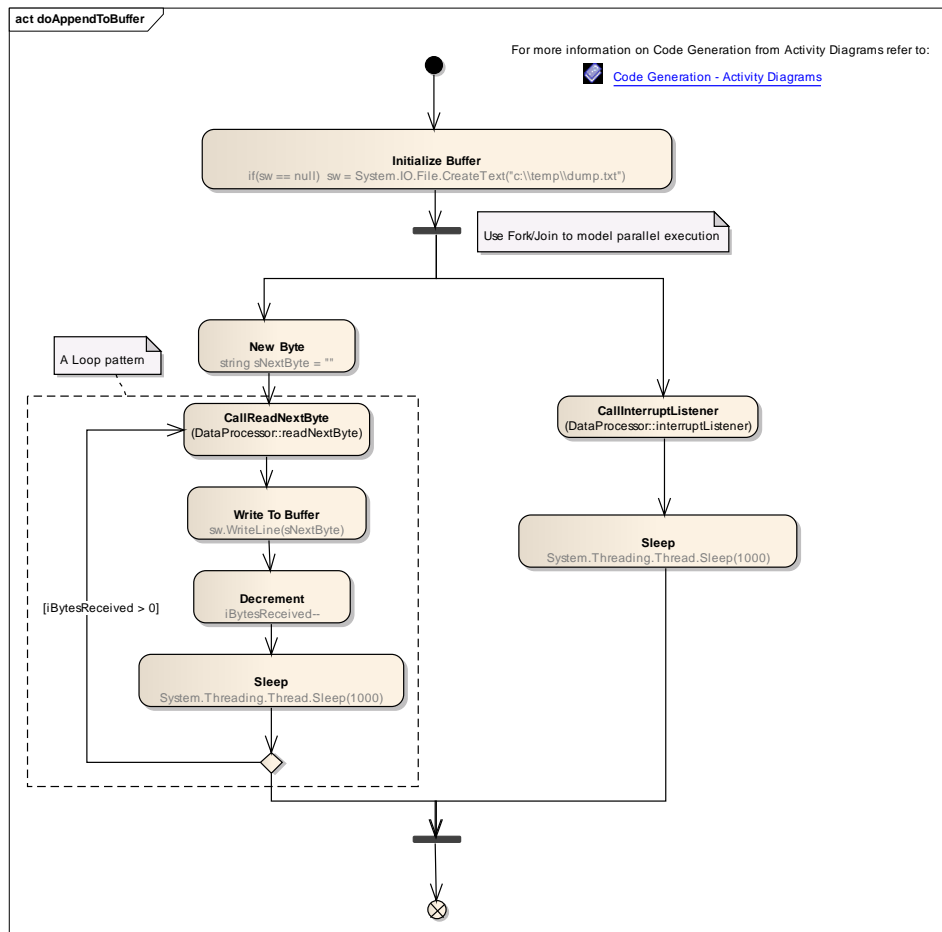 act doAppendToBuffer
For more information on Code Generation from Activity Diagrams refer to:
Code Generation - Activity Diagrams
Initialize Buffer
if(sw == null)  sw = System.IO.File.CreateText("c:\\temp\\dump.txt")
Use Fork/Join to model parallel execution
New Byte
string sNextByte = ""
A Loop pattern
CallReadNextByte
(DataProcessor::readNextByte)
CallInterruptListener
(DataProcessor::interruptListener)
Write To Buffer
sw.WriteLine(sNextByte)
Sleep
System.Threading.Thread.Sleep(1000)
Decrement
iBytesReceived--
[iBytesReceived > 0]
Sleep
System.Threading.Thread.Sleep(1000)